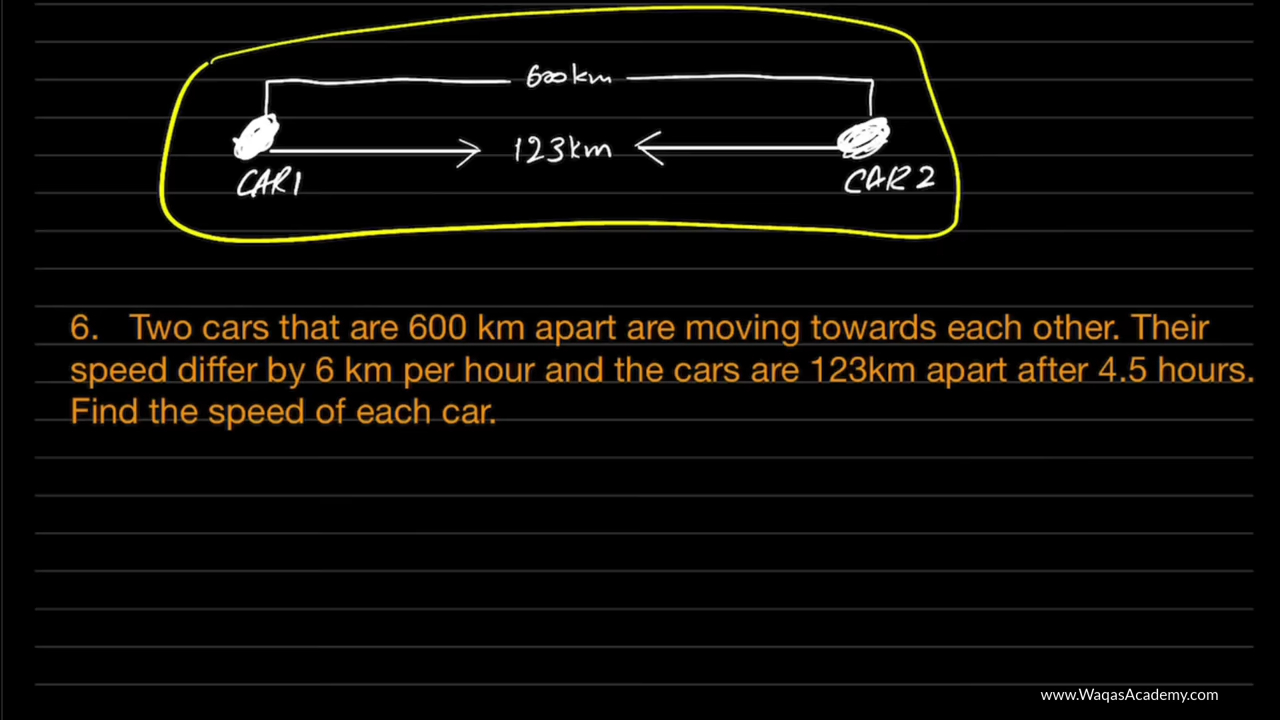 600km
123km
CAR1
CAR 2
6. Two cars that are 600 km apart are moving towards each other. Their
speed differ by 6 km per hour and the cars are 123km apart after 4.5 hours.
Find the speed of each car.
www.WaqasAcademy.com